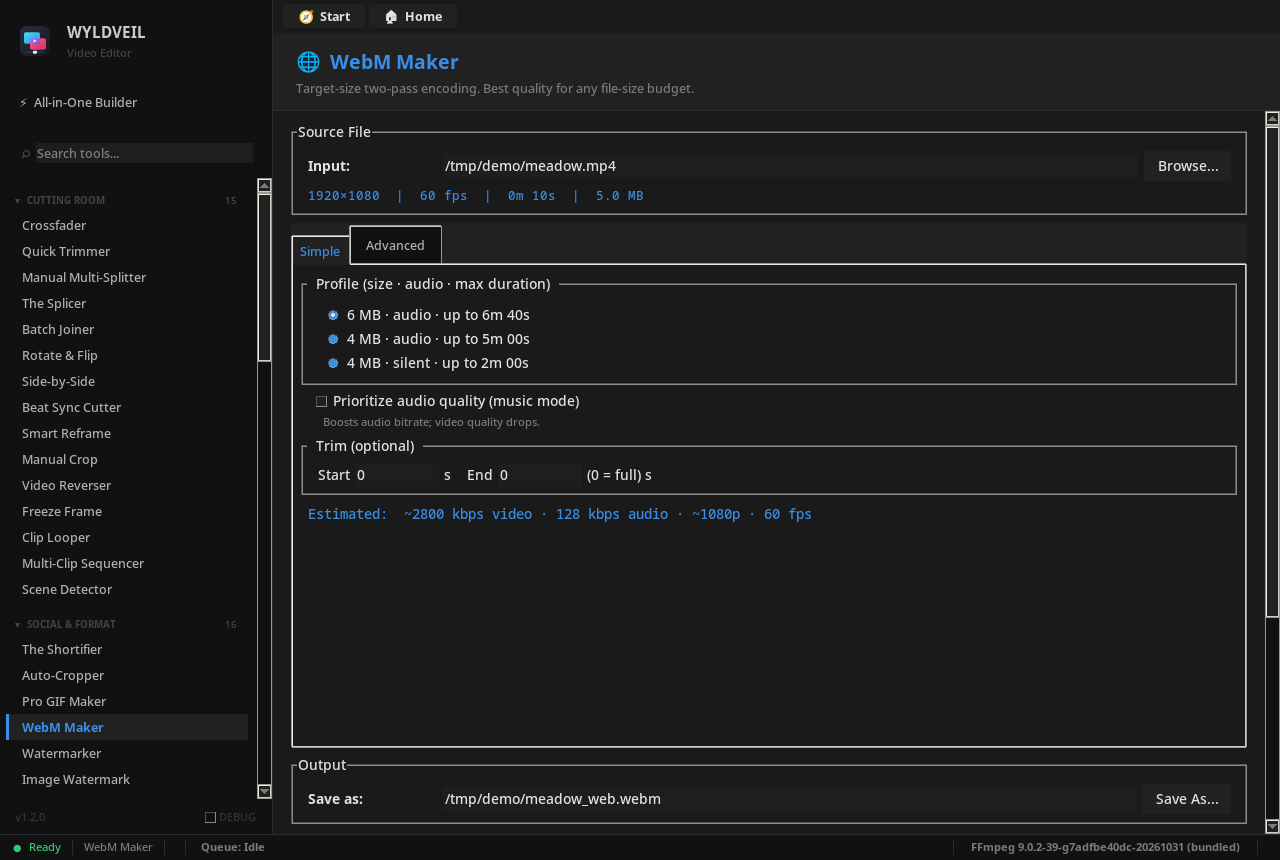 WYLDVEIL
Video Editor
⚡ All-in-One Builder
Search tools...
▾ CUTTING ROOM 15
Crossfader
Quick Trimmer
Manual Multi-Splitter
The Splicer
Batch Joiner
Rotate & Flip
Side-by-Side
Beat Sync Cutter
Smart Reframe
Manual Crop
Video Reverser
Freeze Frame
Clip Looper
Multi-Clip Sequencer
Scene Detector
▾ SOCIAL & FORMAT 16
The Shortifier
Auto-Cropper
Pro GIF Maker
WebM Maker
Watermarker
Image Watermark
v1.2.0 DEBUG
🧭 Start 🏠 Home
🌐 WebM Maker
Target-size two-pass encoding. Best quality for any file-size budget.
Source File
Input: /tmp/demo/meadow.mp4 Browse...
1920×1080 | 60 fps | 0m 10s | 5.0 MB
Simple Advanced
Profile (size · audio · max duration)
6 MB · audio · up to 6m 40s
4 MB · audio · up to 5m 00s
4 MB · silent · up to 2m 00s
Prioritize audio quality (music mode)
Boosts audio bitrate; video quality drops.
Trim (optional)
Start 0 s End 0 (0 = full) s
Estimated: ~2800 kbps video · 128 kbps audio · ~1080p · 60 fps
Output
Save as: /tmp/demo/meadow_web.webm Save As...
● Ready WebM Maker Queue: Idle FFmpeg 9.0.2-39-g7adfbe40dc-20261031 (bundled)